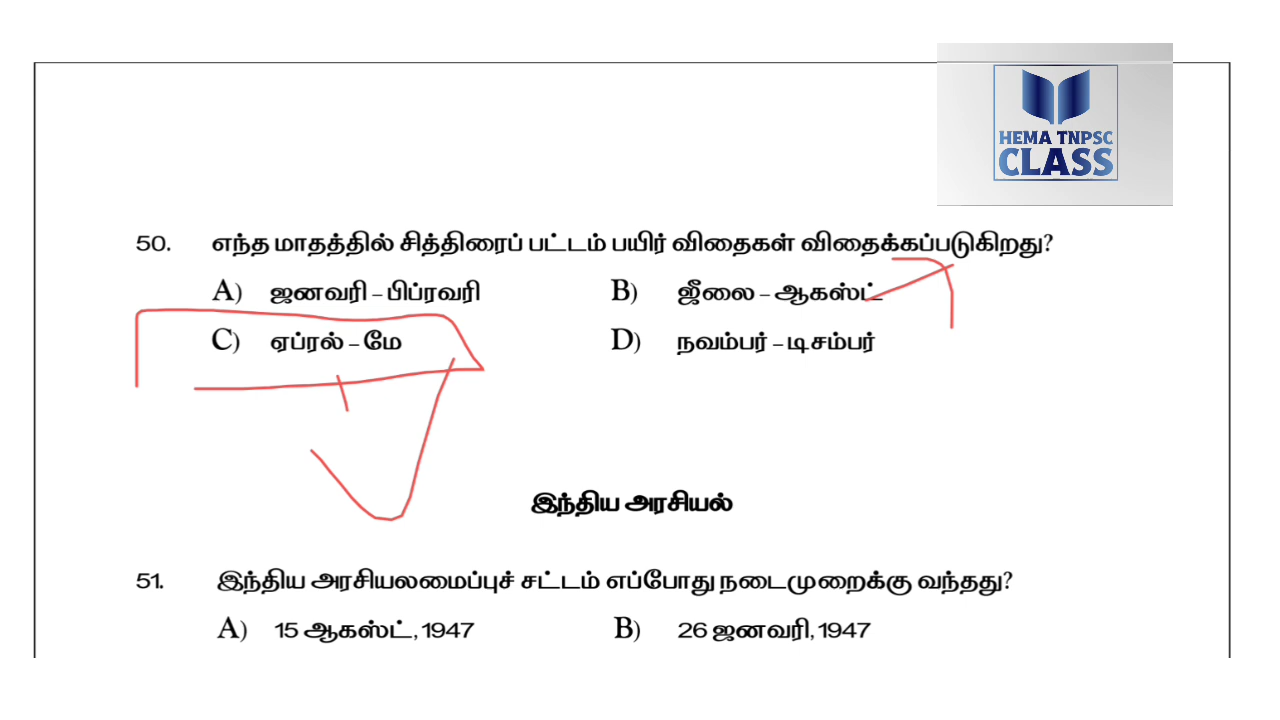 HEMA TNPSC
CLASS
50. எந்த மாதத்தில் சித்திரைப் பட்டம் பயிர் விதைகள் விதைக்கப்படுகிறது?
A) ஜனவரி – பிப்ரவரி B) ஜீலை – ஆகஸ்ட்
C) ஏப்ரல் – மே D) நவம்பர் – டிசம்பர்
இந்திய அரசியல்
51. இந்திய அரசியலமைப்புச் சட்டம் எப்போது நடைமுறைக்கு வந்தது?
A) 15 ஆகஸ்ட், 1947 B) 26 ஜனவரி, 1947